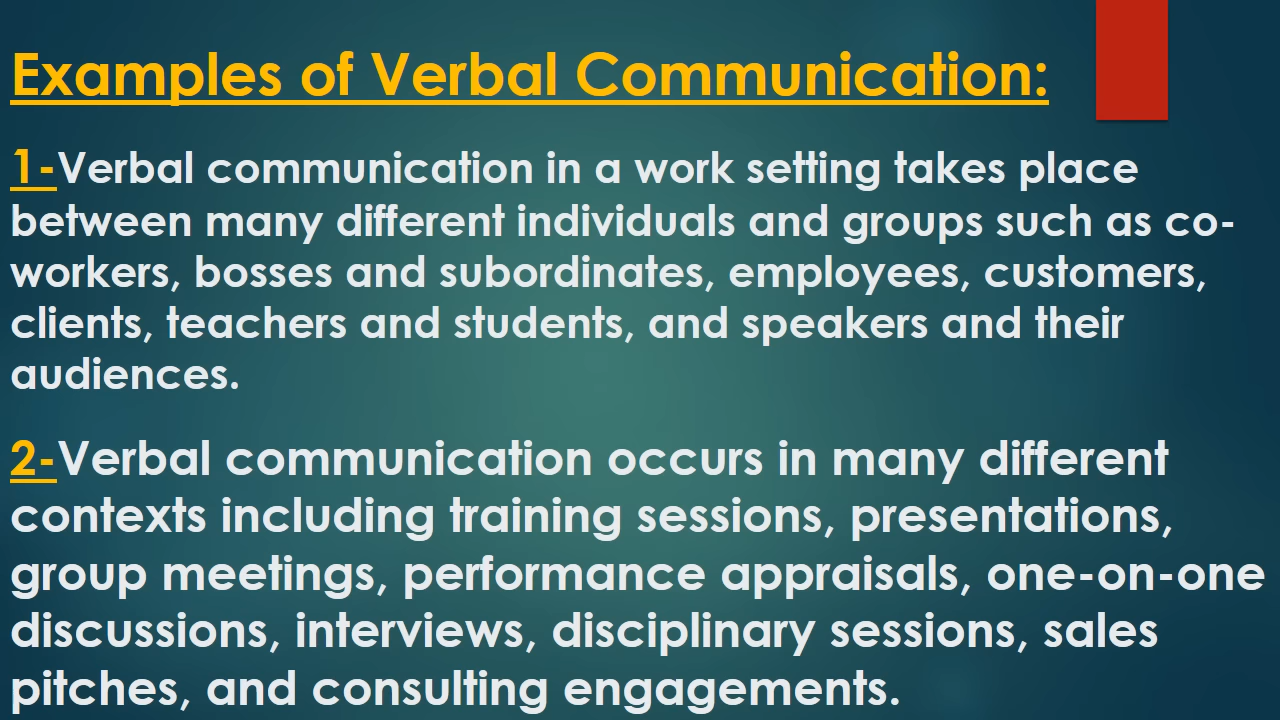 Examples of Verbal Communication:
1-Verbal communication in a work setting takes place
between many different individuals and groups such as co-
workers, bosses and subordinates, employees, customers,
clients, teachers and students, and speakers and their
audiences.
2-Verbal communication occurs in many different
contexts including training sessions, presentations,
group meetings, performance appraisals, one-on-one
discussions, interviews, disciplinary sessions, sales
pitches, and consulting engagements.